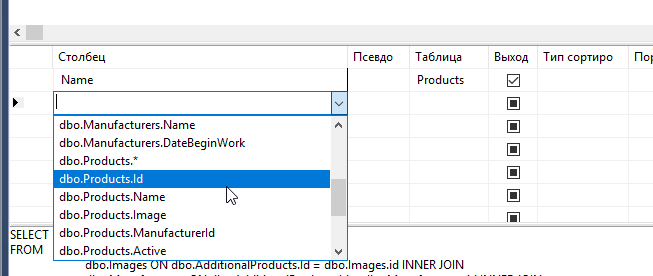 Столбец Псевдо Таблица Выход Тип сортиро Пор
Name Products
dbo.Manufacturers.Name
dbo.Manufacturers.DateBeginWork
dbo.Products.*
dbo.Products.Id
dbo.Products.Name
dbo.Products.Image
dbo.Products.ManufacturerId
dbo.Products.Active
SELECT
FROM
dbo.Images ON dbo.AdditionalProducts.Id = dbo.Images.id INNER JOIN